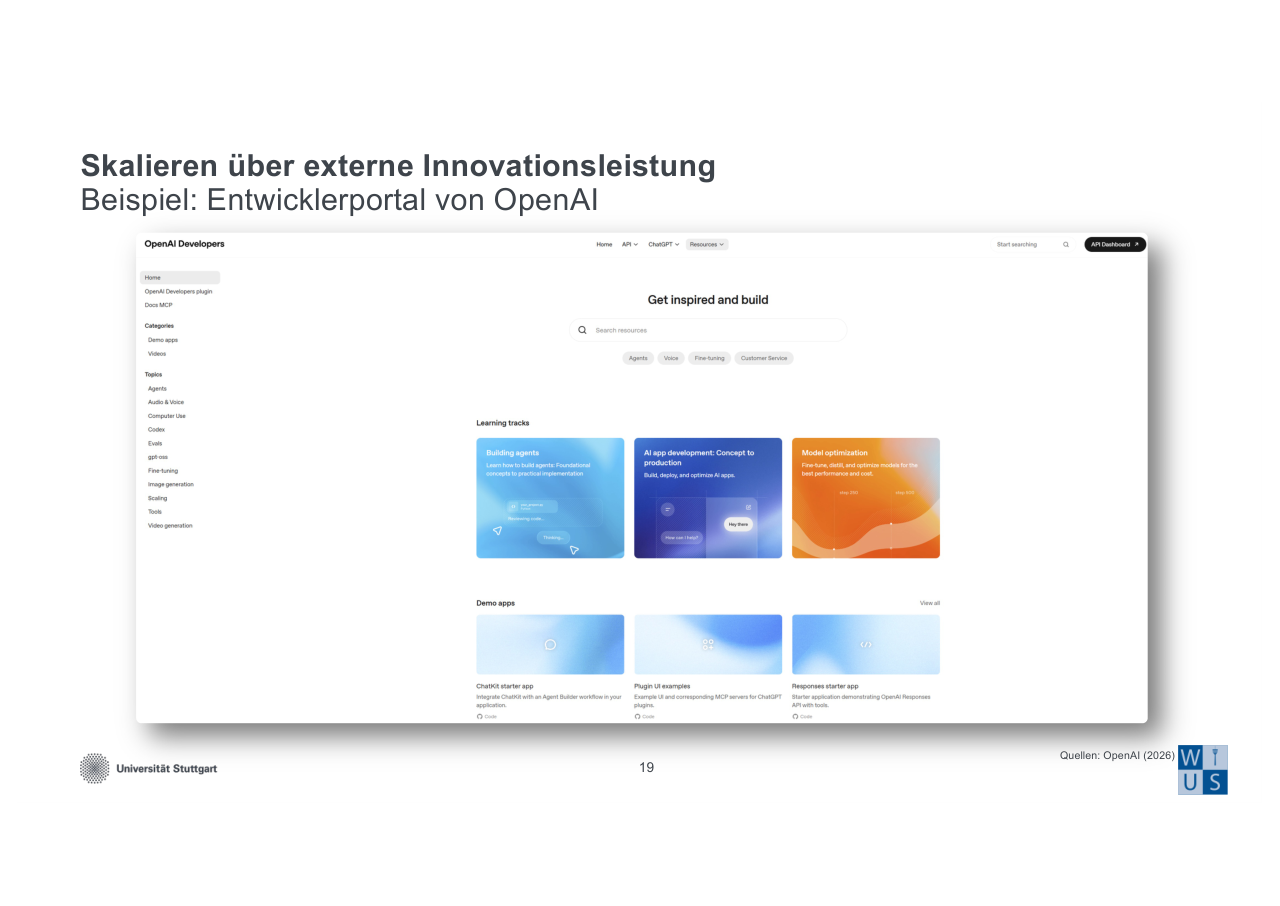 Skalieren über externe Innovationsleistung
Beispiel: Entwicklerportal von OpenAI
OpenAI Developers
Home API ChatGPT Resources
Start searching
API Dashboard
Home
OpenAI Developers plugin
Docs MCP
Categories
Demo apps
Videos
Topics
Agents
Audio & Voice
Computer Use
Codex
Evals
gpt-oss
Fine-tuning
Image generation
Scaling
Tools
Video generation
Get inspired and build
Search resources
Agents Voice Fine-tuning Customer Service
Learning tracks
Building agents
Learn how to build agents: Foundational
concepts to practical implementation
Thinking...
AI app development: Concept to
production
Build, deploy, and optimize AI apps.
Hey there
How can I help?
Model optimization
Fine-tune, distill, and optimize models for the
best performance and cost.
Demo apps
View all
ChatKit starter app
Integrate ChatKit with an Agent Builder workflow in your
application.
Code
Plugin UI examples
Example UI and corresponding MCP servers for ChatGPT
plugins.
Code
Responses starter app
Starter application demonstrating OpenAI Responses
API with tools.
Code
Universität Stuttgart
19
Quellen: OpenAI (2026)
W i
U S